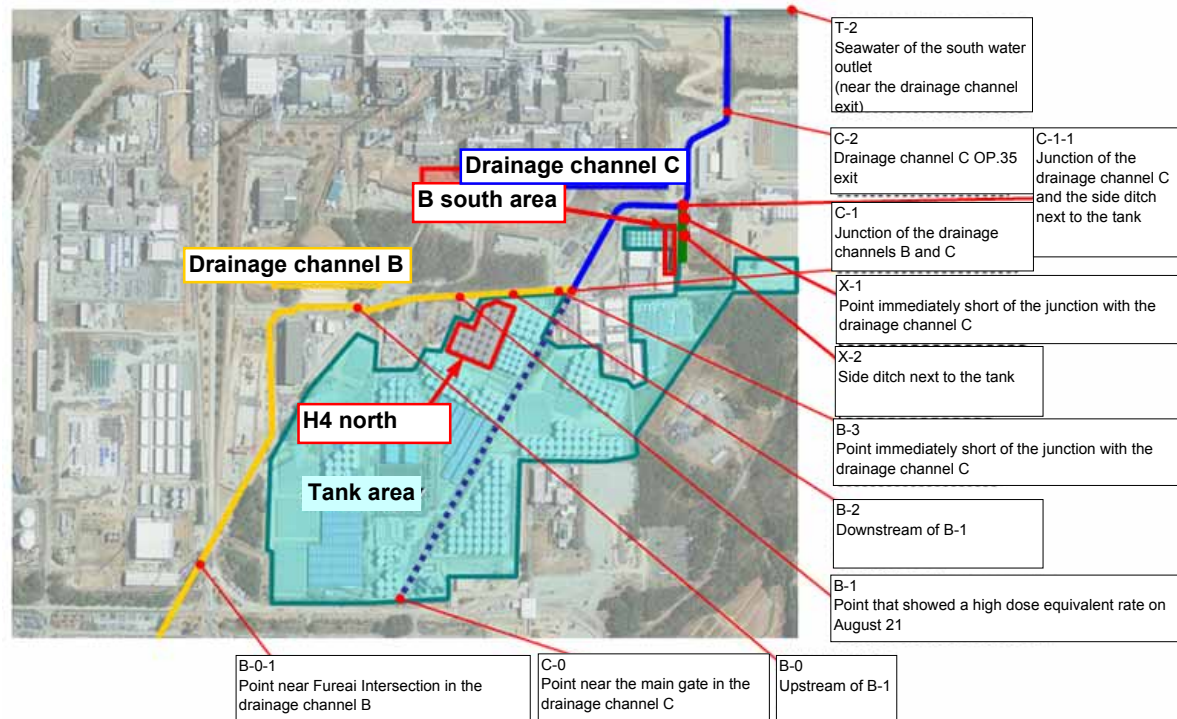 T-2
Seawater of the south water
outlet
(near the drainage channel
exit)
C-2
Drainage channel C OP.35
exit
C-1-1
Junction of the
drainage channel C
and the side ditch
next to the tank
C-1
Junction of the drainage
channels B and C
X-1
Point immediately short of the junction with the
drainage channel C
X-2
Side ditch next to the tank
B-3
Point immediately short of the junction with the
drainage channel C
B-2
Downstream of B-1
B-1
Point that showed a high dose equivalent rate on
August 21
Drainage channel C
B south area
Drainage channel B
H4 north
Tank area
B-0-1
Point near Fureai Intersection in the
drainage channel B
C-0
Point near the main gate in the
drainage channel C
B-0
Upstream of B-1